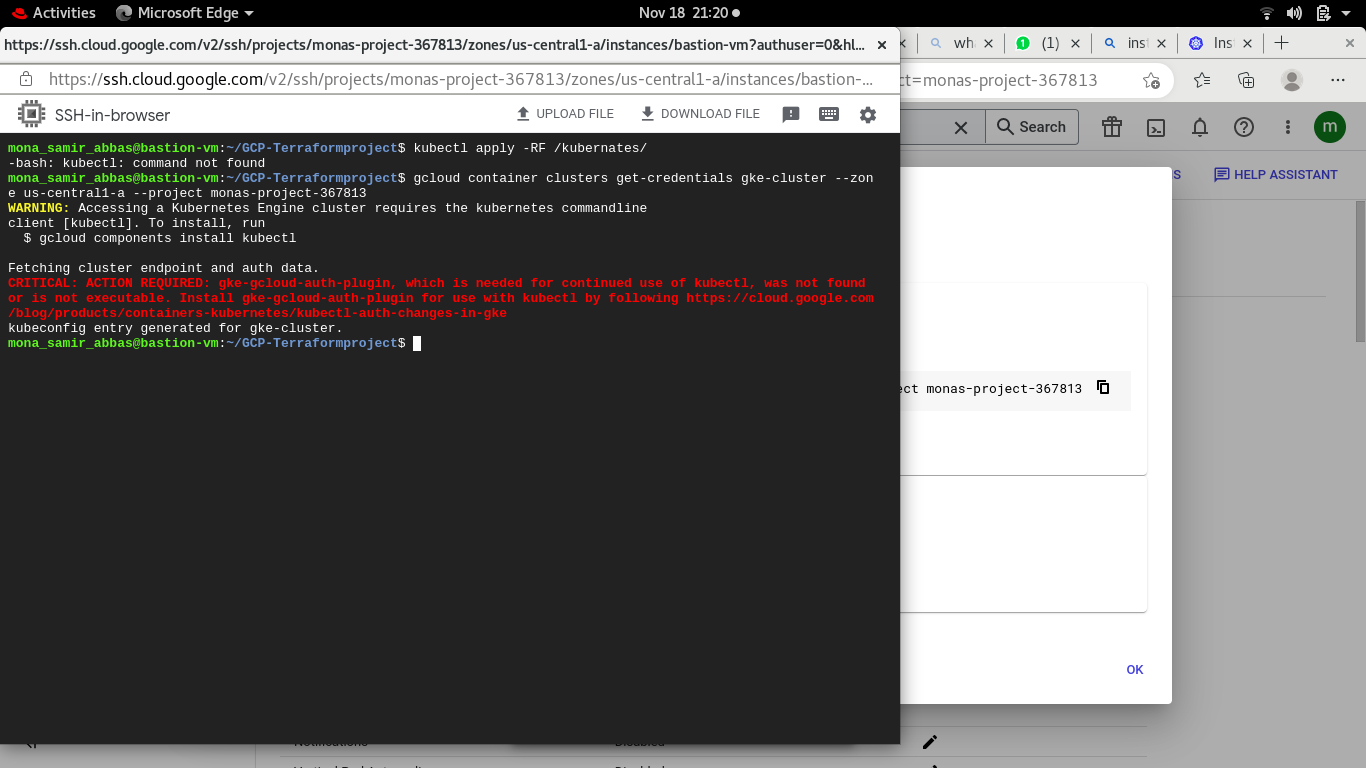 Activities Microsoft Edge Nov 18 21:20
https://ssh.cloud.google.com/v2/ssh/projects/monas-project-367813/zones/us-central1-a/instances/bastion-vm?authuser=0&hl...
wh (1) inst Ins
https://ssh.cloud.google.com/v2/ssh/projects/monas-project-367813/zones/us-central1-a/instances/bastion-...
ct=monas-project-367813
SSH-in-browser UPLOAD FILE DOWNLOAD FILE
Search m
mona_samir_abbas@bastion-vm:~/GCP-Terraformproject$ kubectl apply -RF /kubernates/
-bash: kubectl: command not found
mona_samir_abbas@bastion-vm:~/GCP-Terraformproject$ gcloud container clusters get-credentials gke-cluster --zon
e us-central1-a --project monas-project-367813
WARNING: Accessing a Kubernetes Engine cluster requires the kubernetes commandline
client [kubectl]. To install, run
$ gcloud components install kubectl
Fetching cluster endpoint and auth data.
CRITICAL: ACTION REQUIRED: gke-gcloud-auth-plugin, which is needed for continued use of kubectl, was not found
or is not executable. Install gke-gcloud-auth-plugin for use with kubectl by following https://cloud.google.com
/blog/products/containers-kubernetes/kubectl-auth-changes-in-gke
kubeconfig entry generated for gke-cluster.
mona_samir_abbas@bastion-vm:~/GCP-Terraformproject$
S HELP ASSISTANT
ect monas-project-367813
OK